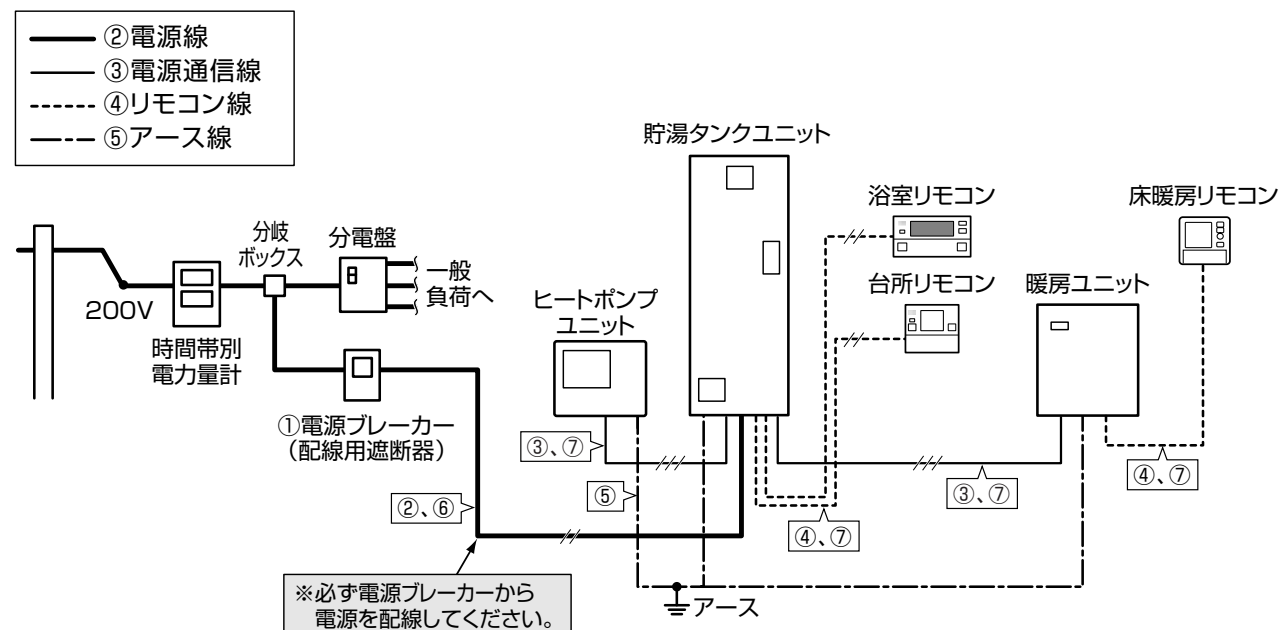 ②電源線
③電源通信線
④リモコン線
⑤アース線
貯湯タンクユニット
浴室リモコン
床暖房リモコン
分岐
ボックス
分電盤
一般
負荷へ
200V
時間帯別
電力量計
ヒートポンプ
ユニット
台所リモコン
暖房ユニット
①電源ブレーカー
(配線用遮断器)
③、⑦
②、⑥
⑤
④、⑦
③、⑦
④、⑦
※必ず電源ブレーカーから
電源を配線してください。
アース